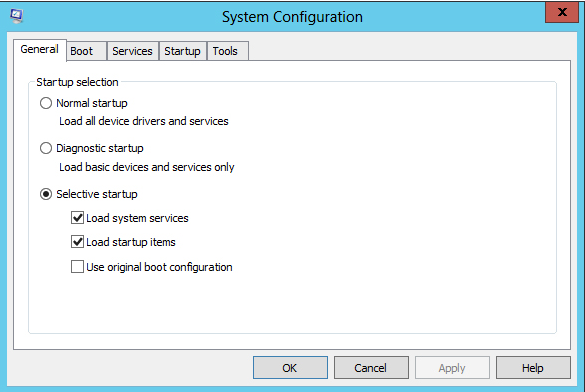 System Configuration
x
General Boot Services Startup Tools
Startup selection
Normal startup
Load all device drivers and services
Diagnostic startup
Load basic devices and services only
Selective startup
Load system services
Load startup items
Use original boot configuration
OK Cancel Apply Help